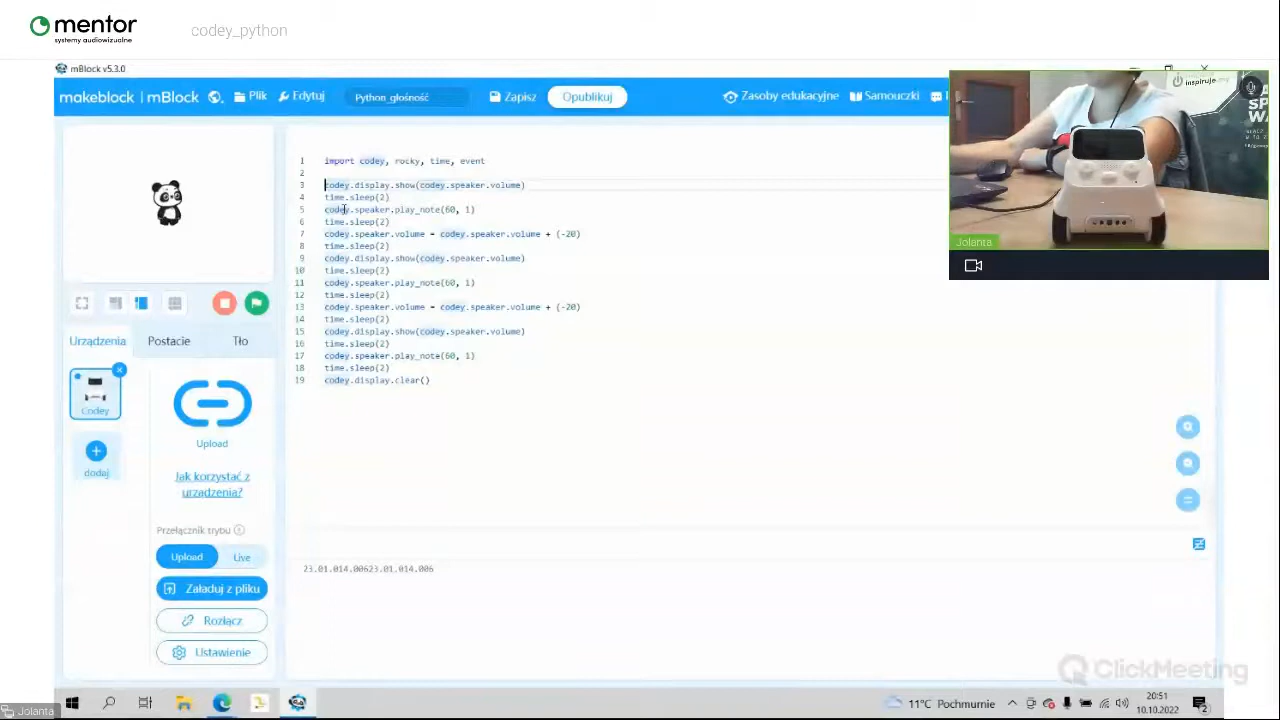 mentor
systemy audiowizualne
codey_python
mBlock v5.3.0
makeblock | mBlock
Plik
Edytuj
Python_głośność
Zapisz
Opublikuj
Zasoby edukacyjne
Samouczki
inspiruje
Jolanta
1 import codey, rocky, time, event
2
3 codey.display.show(codey.speaker.volume)
4 time.sleep(2)
5 codey.speaker.play_note(60, 1)
6 time.sleep(2)
7 codey.speaker.volume = codey.speaker.volume + (-20)
8 time.sleep(2)
9 codey.display.show(codey.speaker.volume)
10 time.sleep(2)
11 codey.speaker.play_note(60, 1)
12 time.sleep(2)
13 codey.speaker.volume = codey.speaker.volume + (-20)
14 time.sleep(2)
15 codey.display.show(codey.speaker.volume)
16 time.sleep(2)
17 codey.speaker.play_note(60, 1)
18 time.sleep(2)
19 codey.display.clear()
Urządzenia
Postacie
Tło
Codey
dodaj
Upload
Jak korzystać z
urządzenia?
Przełącznik trybu
Upload
Live
Załaduj z pliku
Rozłącz
Ustawienie
23.01.014.00623.01.014.006
ClickMeeting
11°C Pochmurnie
20:51
10.10.2022
2
Jolanta